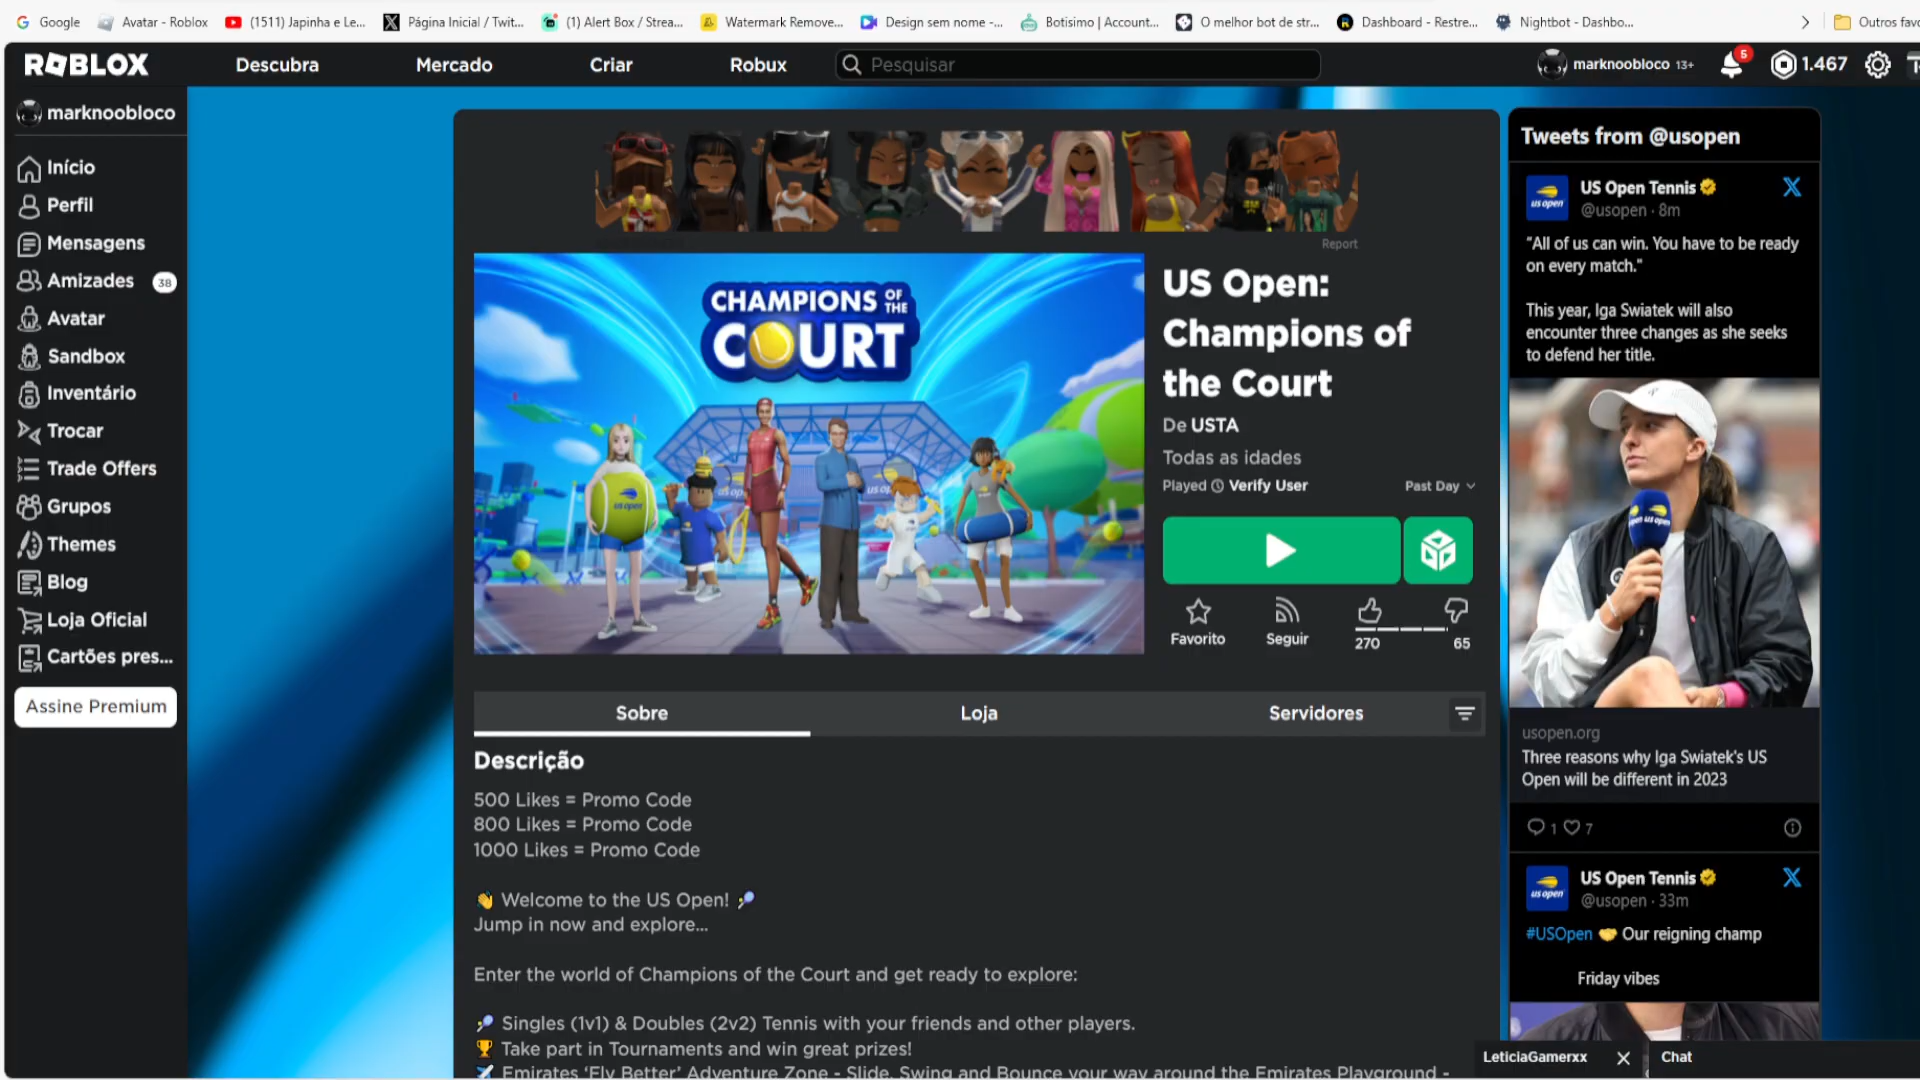 Google
Avatar - Roblox
(1511) Japinha e Le...
Página Inicial / Twit...
(1) Alert Box / Strea...
Watermark Remove...
Design sem nome -...
Botisimo | Account...
O melhor bot de str...
Dashboard - Restre...
Nightbot - Dashbo...
Outros favo
ROBLOX
Descubra
Mercado
Criar
Robux
Pesquisar
marknoobloco 13+
5
1.467
marknoobloco
Início
Perfil
Mensagens
Amizades 38
Avatar
Sandbox
Inventário
Trocar
Trade Offers
Grupos
Themes
Blog
Loja Oficial
Cartões pres...
Assine Premium
Report
CHAMPIONS OF THE
COURT
US Open:
Champions of
the Court
De USTA
Todas as idades
Played Verify User
Past Day
Favorito
Seguir
270
65
Sobre
Loja
Servidores
Descrição
500 Likes = Promo Code
800 Likes = Promo Code
1000 Likes = Promo Code
👋 Welcome to the US Open! 🎾
Jump in now and explore...
Enter the world of Champions of the Court and get ready to explore:
Singles (1v1) & Doubles (2v2) Tennis with your friends and other players.
🏆 Take part in Tournaments and win great prizes!
✈️ Emirates ‘Fly Better’ Adventure Zone - Slide, Swing and Bounce your way around the Emirates Playground -
Tweets from @usopen
us open
US Open Tennis
@usopen · 8m
"All of us can win. You have to be ready
on every match."
This year, Iga Swiatek will also
encounter three changes as she seeks
to defend her title.
usopen.org
Three reasons why Iga Swiatek's US
Open will be different in 2023
1
7
us open
US Open Tennis
@usopen · 33m
#USOpen 🤝 Our reigning champ
Friday vibes
LeticiaGamerxx
Chat